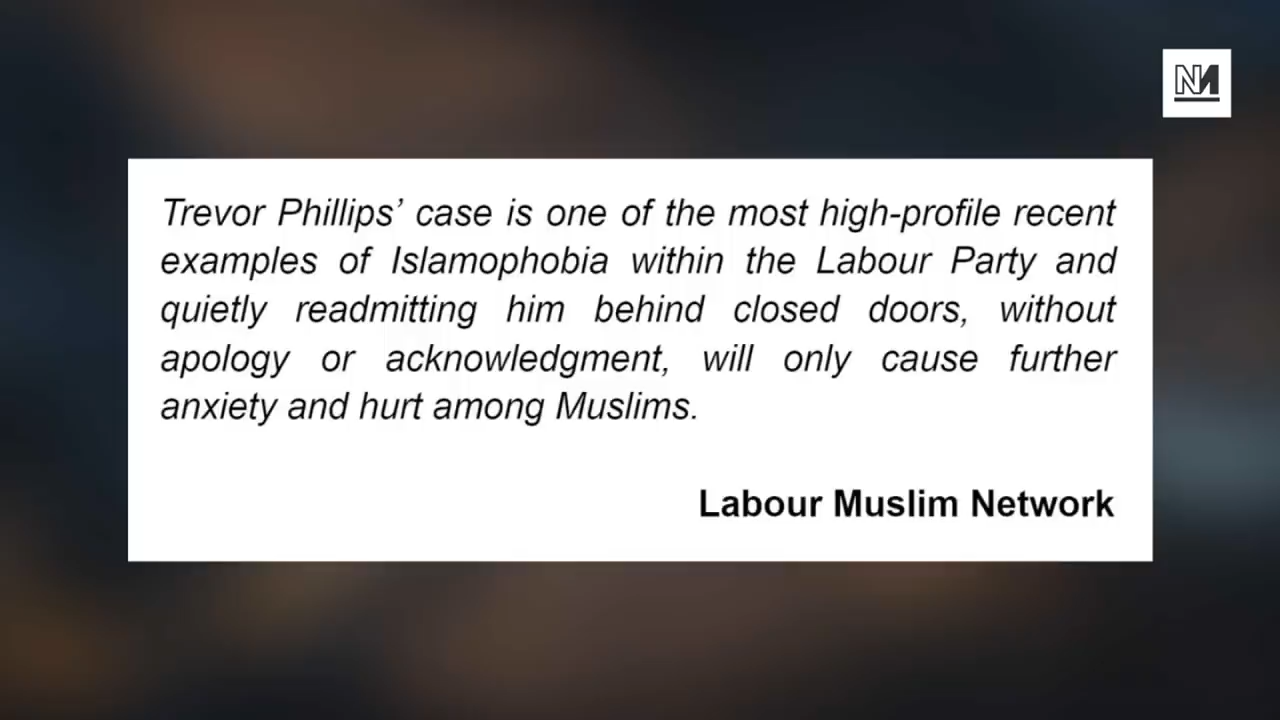 NM
Trevor Phillips’ case is one of the most high-profile recent
examples of Islamophobia within the Labour Party and
quietly readmitting him behind closed doors, without
apology or acknowledgment, will only cause further
anxiety and hurt among Muslims.
Labour Muslim Network